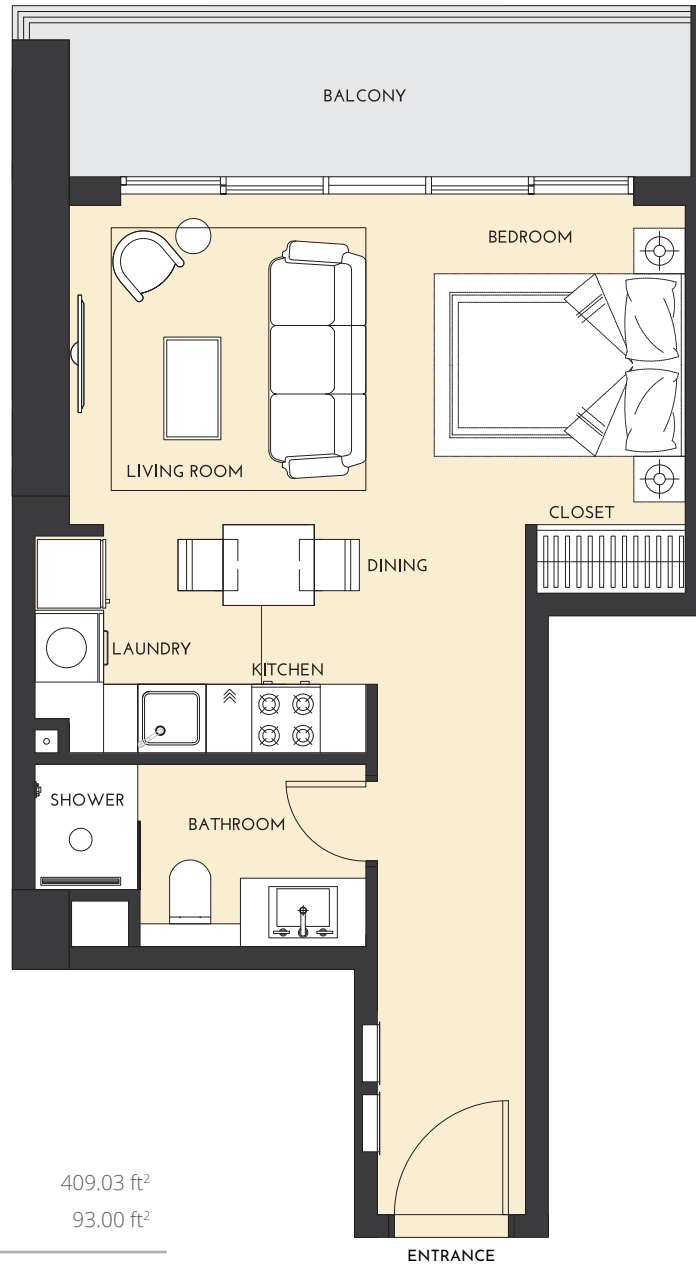 BALCONY
BEDROOM
LIVING ROOM
CLOSET
DINING
LAUNDRY
KITCHEN
SHOWER
BATHROOM
409.03 ft²
93.00 ft²
ENTRANCE